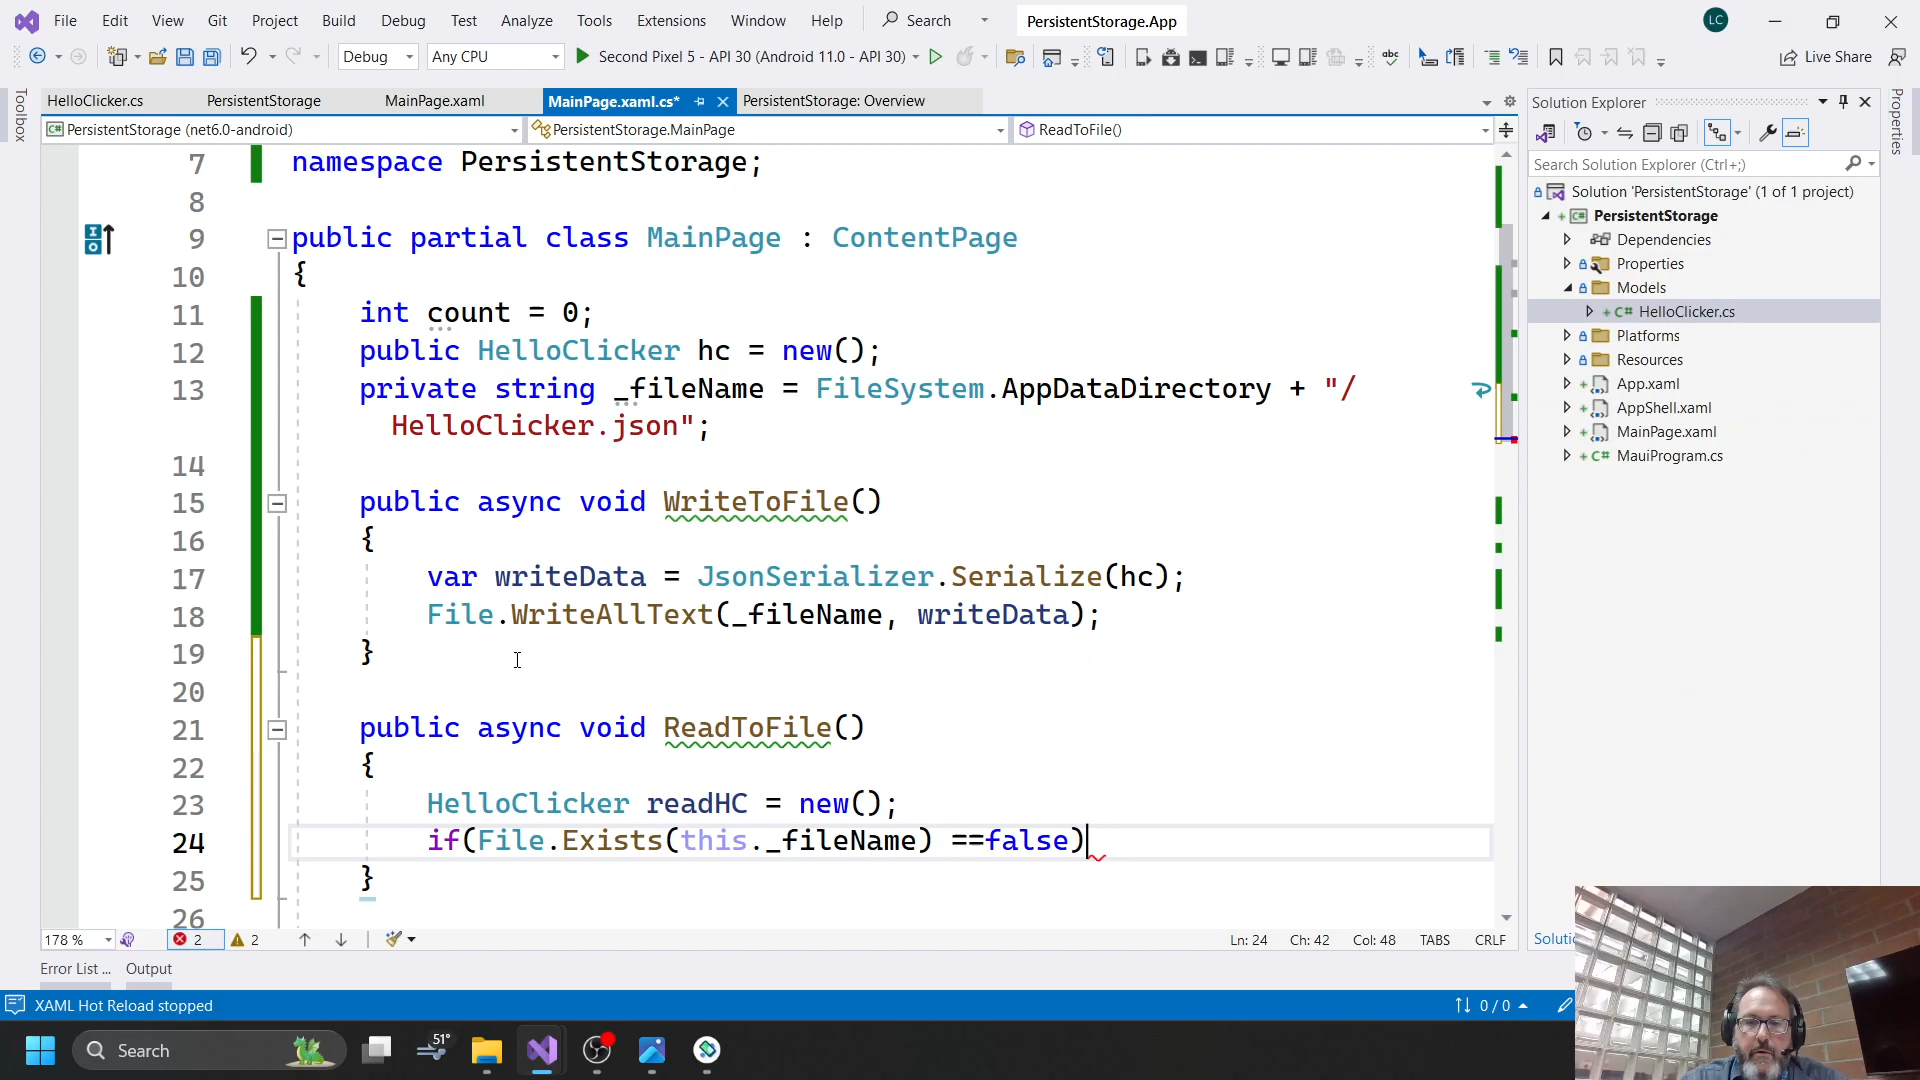 File Edit View Git Project Build Debug Test Analyze Tools Extensions Window Help Search PersistentStorage.App LC
Debug Any CPU Second Pixel 5 - API 30 (Android 11.0 - API 30) Live Share
Toolbox
HelloClicker.cs PersistentStorage MainPage.xaml MainPage.xaml.cs* PersistentStorage: Overview
PersistentStorage (net6.0-android) PersistentStorage.MainPage ReadToFile()
7 namespace PersistentStorage;
8
9 public partial class MainPage : ContentPage
10 {
11 int count = 0;
12 public HelloClicker hc = new();
13 private string _fileName = FileSystem.AppDataDirectory + "/
HelloClicker.json";
14
15 public async void WriteToFile()
16 {
17 var writeData = JsonSerializer.Serialize(hc);
18 File.WriteAllText(_fileName, writeData);
19 }
20
21 public async void ReadToFile()
22 {
23 HelloClicker readHC = new();
24 if(File.Exists(this._fileName) ==false)
25 }
26
178 % 2 2 Ln: 24 Ch: 42 Col: 48 TABS CRLF
Error List ... Output
XAML Hot Reload stopped 0 / 0
Solution Explorer
Search Solution Explorer (Ctrl+;)
Solution 'PersistentStorage' (1 of 1 project)
PersistentStorage
Dependencies
Properties
Models
C# HelloClicker.cs
Platforms
Resources
App.xaml
AppShell.xaml
MainPage.xaml
C# MauiProgram.cs
Properties
Search 51°